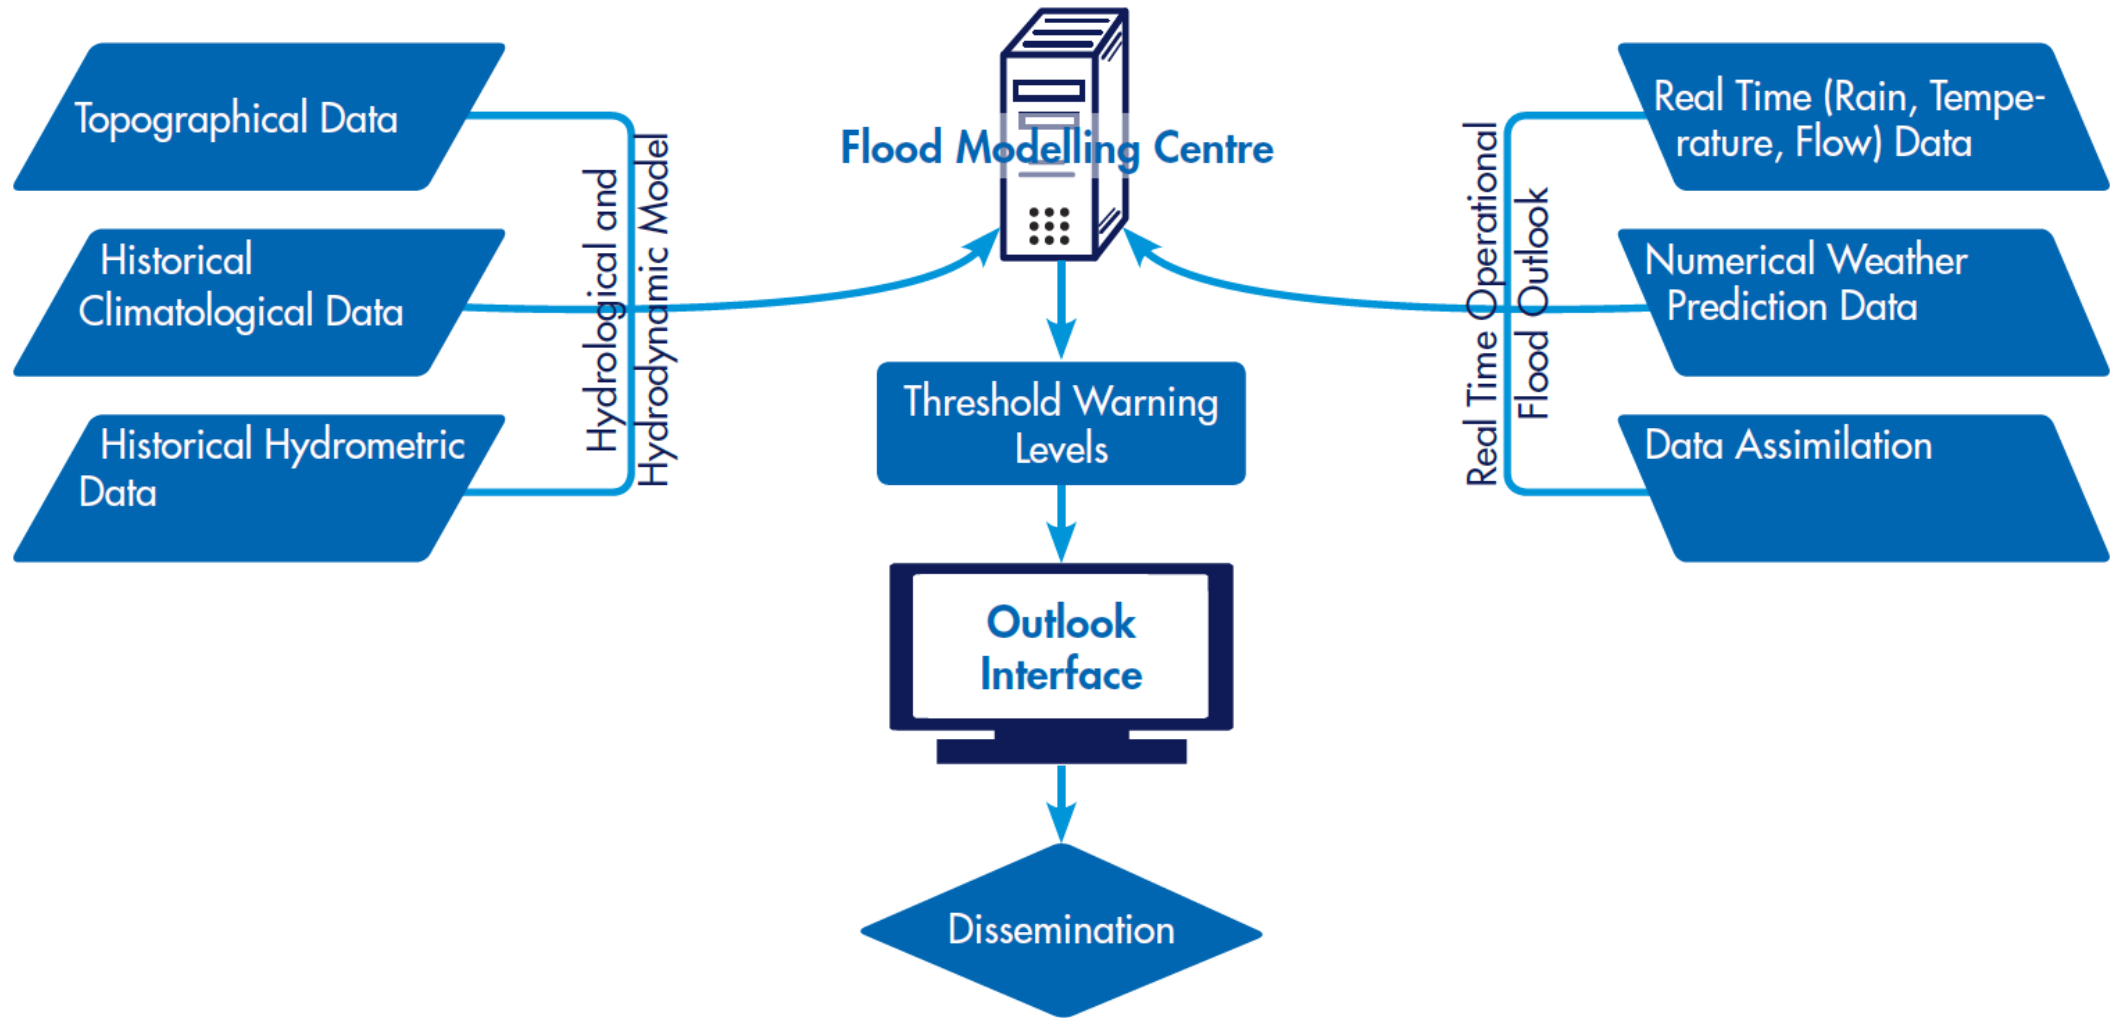 Topographical Data
Historical
Climatological Data
Historical Hydrometric
Data
Hydrological and
Hydrodynamic Model
Flood Modelling Centre
Threshold Warning
Levels
Outlook
Interface
Dissemination
Real Time Operational
Flood Outlook
Real Time (Rain, Tempe-
rature, Flow) Data
Numerical Weather
Prediction Data
Data Assimilation